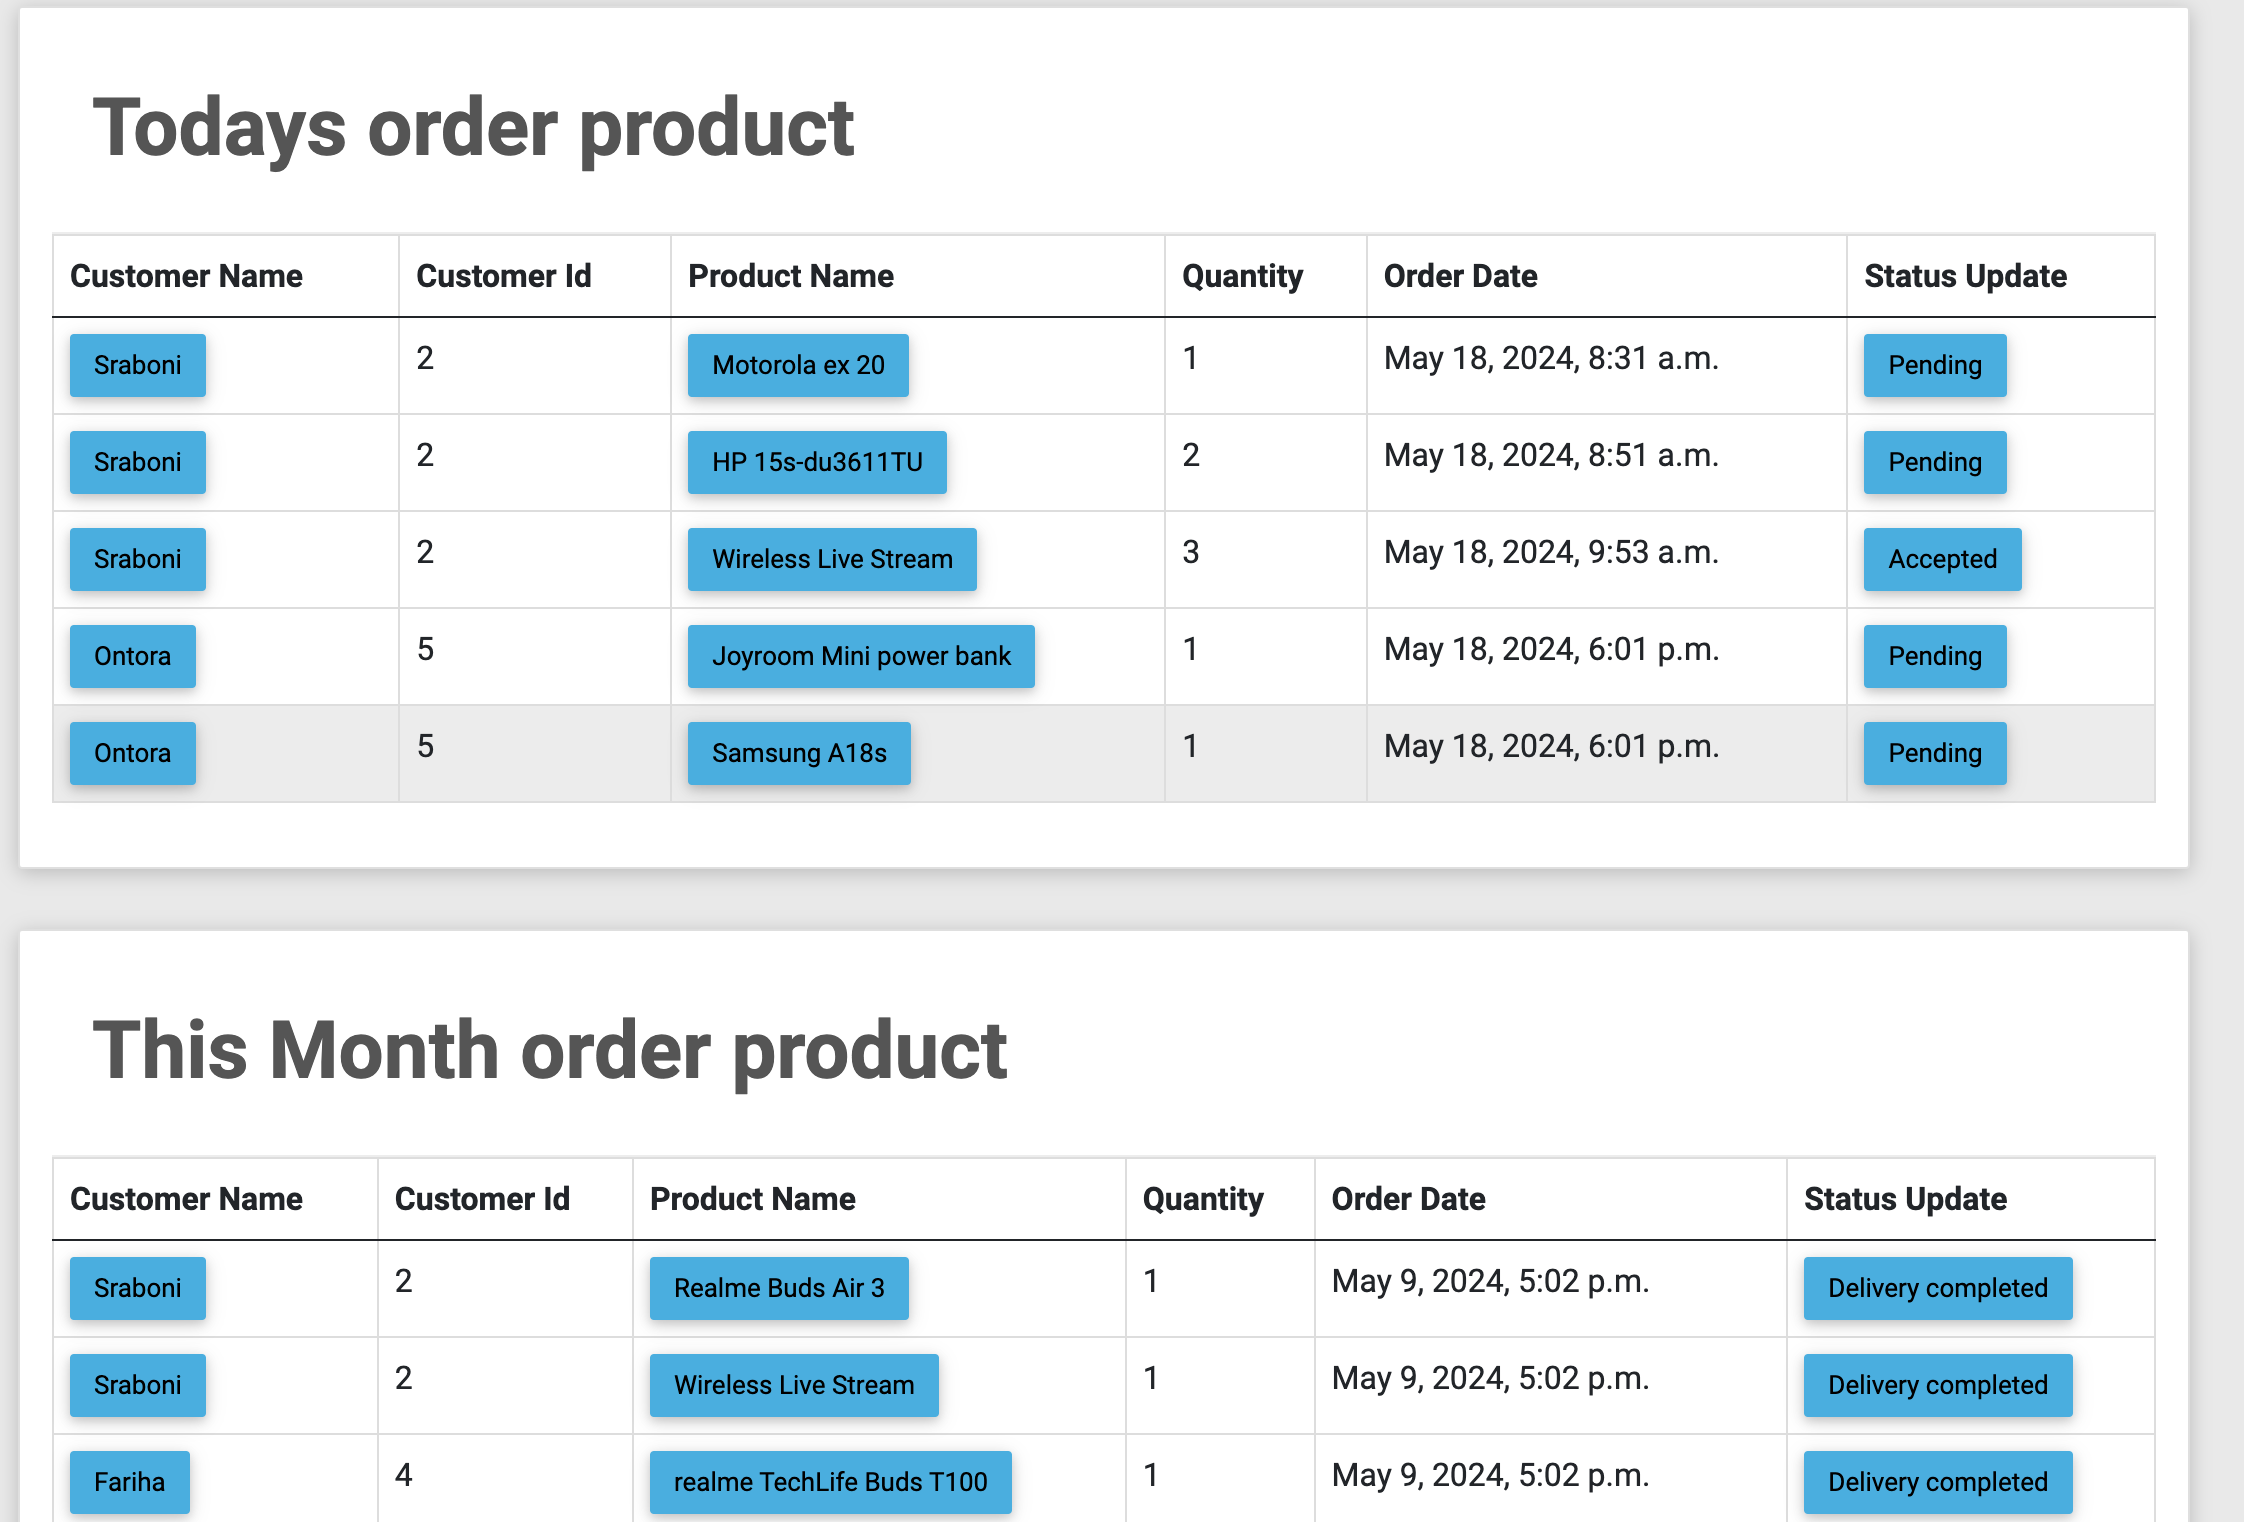 Todays order product
Customer Name Customer Id Product Name Quantity Order Date Status Update
Sraboni 2 Motorola ex 20 1 May 18, 2024, 8:31 a.m. Pending
Sraboni 2 HP 15s-du3611TU 2 May 18, 2024, 8:51 a.m. Pending
Sraboni 2 Wireless Live Stream 3 May 18, 2024, 9:53 a.m. Accepted
Ontora 5 Joyroom Mini power bank 1 May 18, 2024, 6:01 p.m. Pending
Ontora 5 Samsung A18s 1 May 18, 2024, 6:01 p.m. Pending
This Month order product
Customer Name Customer Id Product Name Quantity Order Date Status Update
Sraboni 2 Realme Buds Air 3 1 May 9, 2024, 5:02 p.m. Delivery completed
Sraboni 2 Wireless Live Stream 1 May 9, 2024, 5:02 p.m. Delivery completed
Fariha 4 realme TechLife Buds T100 1 May 9, 2024, 5:02 p.m. Delivery completed